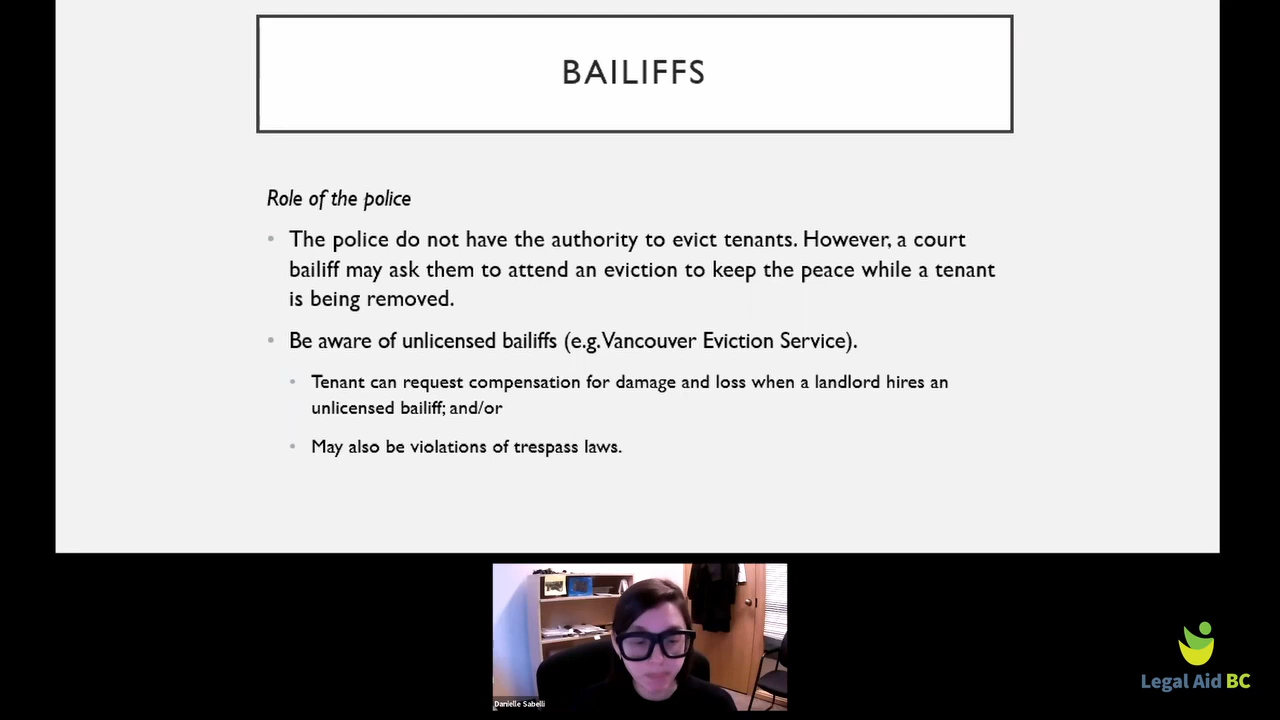 BAILIFFS
Role of the police
The police do not have the authority to evict tenants. However, a court
bailiff may ask them to attend an eviction to keep the peace while a tenant
is being removed.
Be aware of unlicensed bailiffs (e.g. Vancouver Eviction Service).
Tenant can request compensation for damage and loss when a landlord hires an
unlicensed bailiff; and/or
May also be violations of trespass laws.
Danielle Sabelli
Legal Aid BC